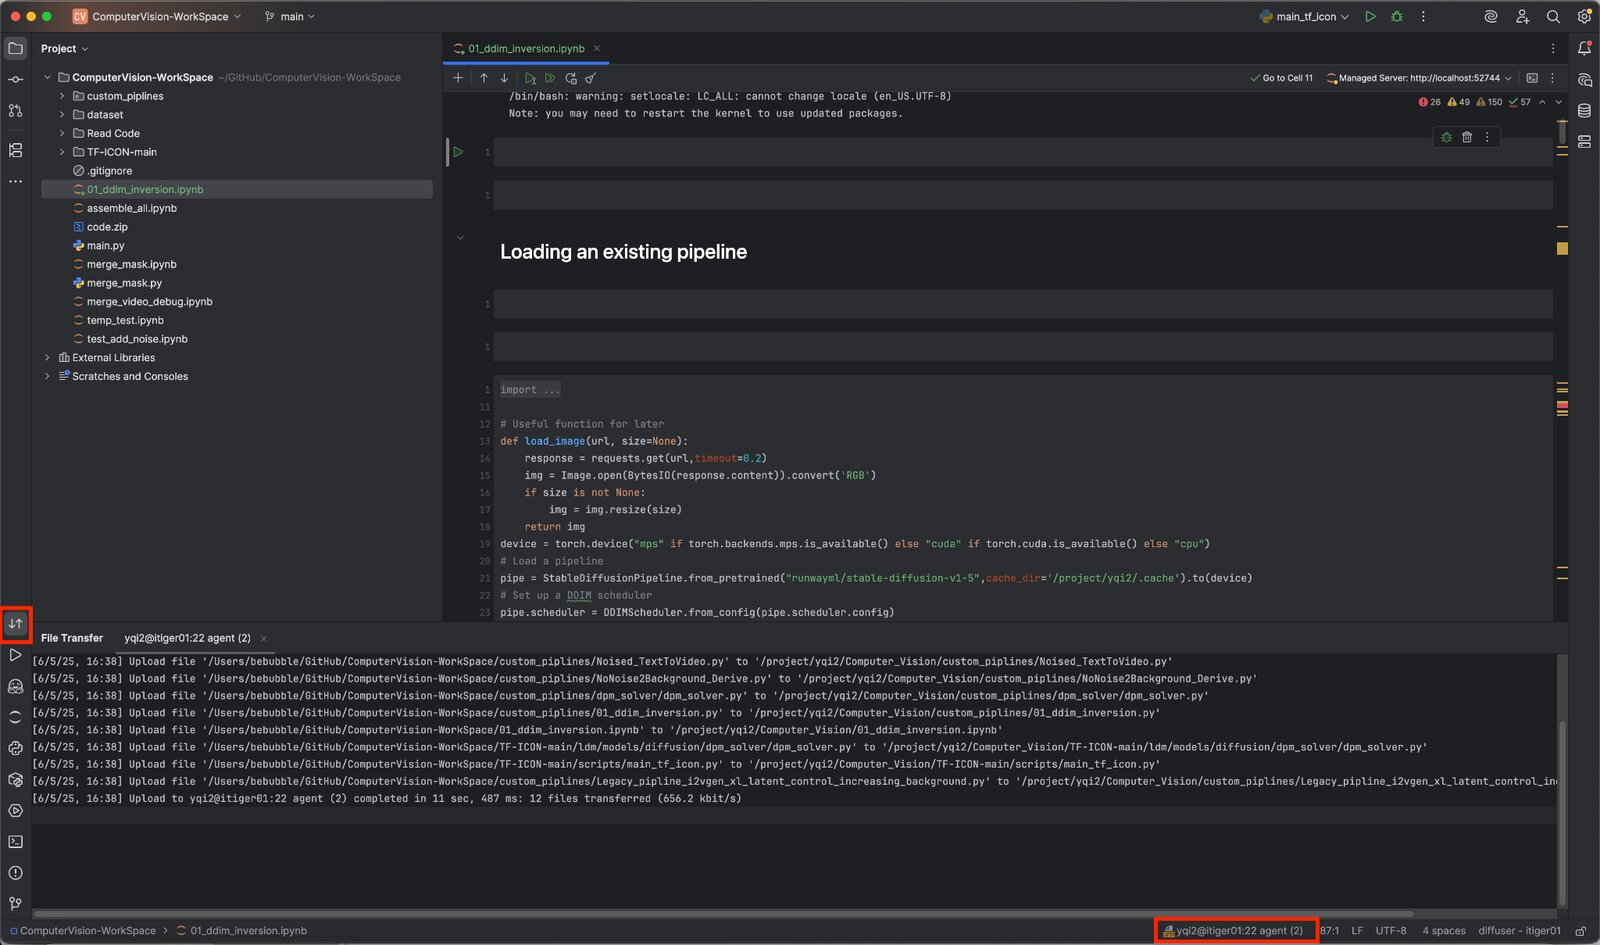 CV ComputerVision-WorkSpace main main_tf_icon
Project
01_ddim_inversion.ipynb
ComputerVision-WorkSpace ~/GitHub/ComputerVision-WorkSpace
custom_piplines
dataset
Read Code
TF-ICON-main
.gitignore
01_ddim_inversion.ipynb
assemble_all.ipynb
code.zip
main.py
merge_mask.ipynb
merge_mask.py
merge_video_debug.ipynb
temp_test.ipynb
test_add_noise.ipynb
External Libraries
Scratches and Consoles
Go to Cell 11 Managed Server: http://localhost:52744
/bin/bash: warning: setlocale: LC_ALL: cannot change locale (en_US.UTF-8)
26 49 150 57
Note: you may need to restart the kernel to use updated packages.
1
1
Loading an existing pipeline
1
1
1 import ...
11
12 # Useful function for later
13 def load_image(url, size=None):
14 response = requests.get(url,timeout=0.2)
15 img = Image.open(BytesIO(response.content)).convert('RGB')
16 if size is not None:
17 img = img.resize(size)
18 return img
19 device = torch.device("mps" if torch.backends.mps.is_available() else "cuda" if torch.cuda.is_available() else "cpu")
20 # Load a pipeline
21 pipe = StableDiffusionPipeline.from_pretrained("runwayml/stable-diffusion-v1-5",cache_dir='/project/yqi2/.cache').to(device)
22 # Set up a DDIM scheduler
23 pipe.scheduler = DDIMScheduler.from_config(pipe.scheduler.config)
File Transfer yqi2@itiger01:22 agent (2)
[6/5/25, 16:38] Upload file '/Users/bebubble/GitHub/ComputerVision-WorkSpace/custom_piplines/Noised_TextToVideo.py' to '/project/yqi2/Computer_Vision/custom_piplines/Noised_TextToVideo.py'
[6/5/25, 16:38] Upload file '/Users/bebubble/GitHub/ComputerVision-WorkSpace/custom_piplines/NoNoise2Background_Derive.py' to '/project/yqi2/Computer_Vision/custom_piplines/NoNoise2Background_Derive.py'
[6/5/25, 16:38] Upload file '/Users/bebubble/GitHub/ComputerVision-WorkSpace/custom_piplines/dpm_solver/dpm_solver.py' to '/project/yqi2/Computer_Vision/custom_piplines/dpm_solver/dpm_solver.py'
[6/5/25, 16:38] Upload file '/Users/bebubble/GitHub/ComputerVision-WorkSpace/custom_piplines/01_ddim_inversion.py' to '/project/yqi2/Computer_Vision/custom_piplines/01_ddim_inversion.py'
[6/5/25, 16:38] Upload file '/Users/bebubble/GitHub/ComputerVision-WorkSpace/01_ddim_inversion.ipynb' to '/project/yqi2/Computer_Vision/01_ddim_inversion.ipynb'
[6/5/25, 16:38] Upload file '/Users/bebubble/GitHub/ComputerVision-WorkSpace/TF-ICON-main/ldm/models/diffusion/dpm_solver/dpm_solver.py' to '/project/yqi2/Computer_Vision/TF-ICON-main/ldm/models/diffusion/dpm_solver/dpm_solver.py'
[6/5/25, 16:38] Upload file '/Users/bebubble/GitHub/ComputerVision-WorkSpace/TF-ICON-main/scripts/main_tf_icon.py' to '/project/yqi2/Computer_Vision/TF-ICON-main/scripts/main_tf_icon.py'
[6/5/25, 16:38] Upload file '/Users/bebubble/GitHub/ComputerVision-WorkSpace/custom_piplines/Legacy_pipline_i2vgen_xl_latent_control_increasing_background.py' to '/project/yqi2/Computer_Vision/custom_piplines/Legacy_pipline_i2vgen_xl_latent_control_inc
[6/5/25, 16:38] Upload to yqi2@itiger01:22 agent (2) completed in 11 sec, 487 ms: 12 files transferred (656.2 kbit/s)
ComputerVision-WorkSpace 01_ddim_inversion.ipynb yqi2@itiger01:22 agent (2) 87:1 LF UTF-8 4 spaces diffuser - itiger01